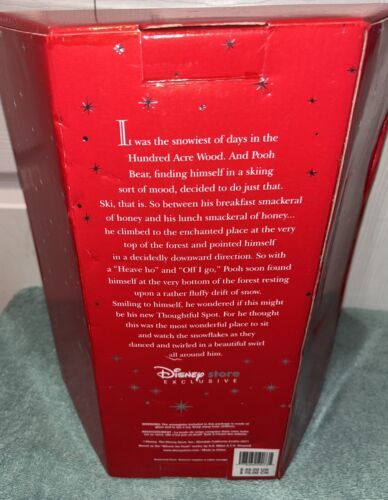 It was the snowiest of days in the
Hundred Acre Wood. And Pooh
Bear, finding himself in a skiing
sort of mood, decided to do just that.
Ski, that is. So between his breakfast smackeral
of honey and his lunch smackeral of honey...
he climbed to the enchanted place at the very
top of the forest and pointed himself
in a decidedly downward direction. So with
a "Heave ho" and "Off I go," Pooh soon found
himself at the very bottom of the forest resting
upon a rather fluffy drift of snow.
Smiling to himself, he wondered if this might
be his new Thoughtful Spot. For he thought
this was the most wonderful place to sit
and watch the snowflakes as they
danced and twirled in a beautiful swirl
all around him.
Disney store
EXCLUSIVE